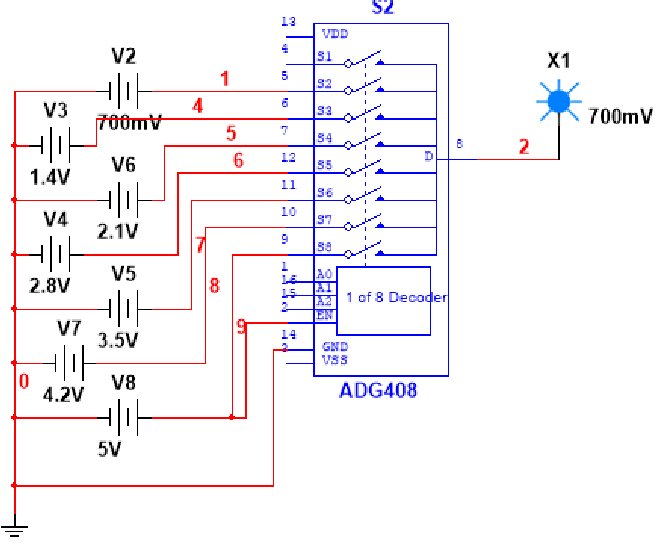 S2
13
VDD
X1
4
S1
V2
1
5
S2
700mV
4
6
S3
700mV
V3
5
7
S4
8
D
2
1.4V
6
12
S5
V6
11
S6
2.1V
V4
10
S7
7
9
S8
2.8V
8
1
A0
16
A1
15
A2
2
EN
1 of 8 Decoder
V5
3.5V
9
V7
14
GND
3
VSS
0
4.2V
V8
ADG408
5V